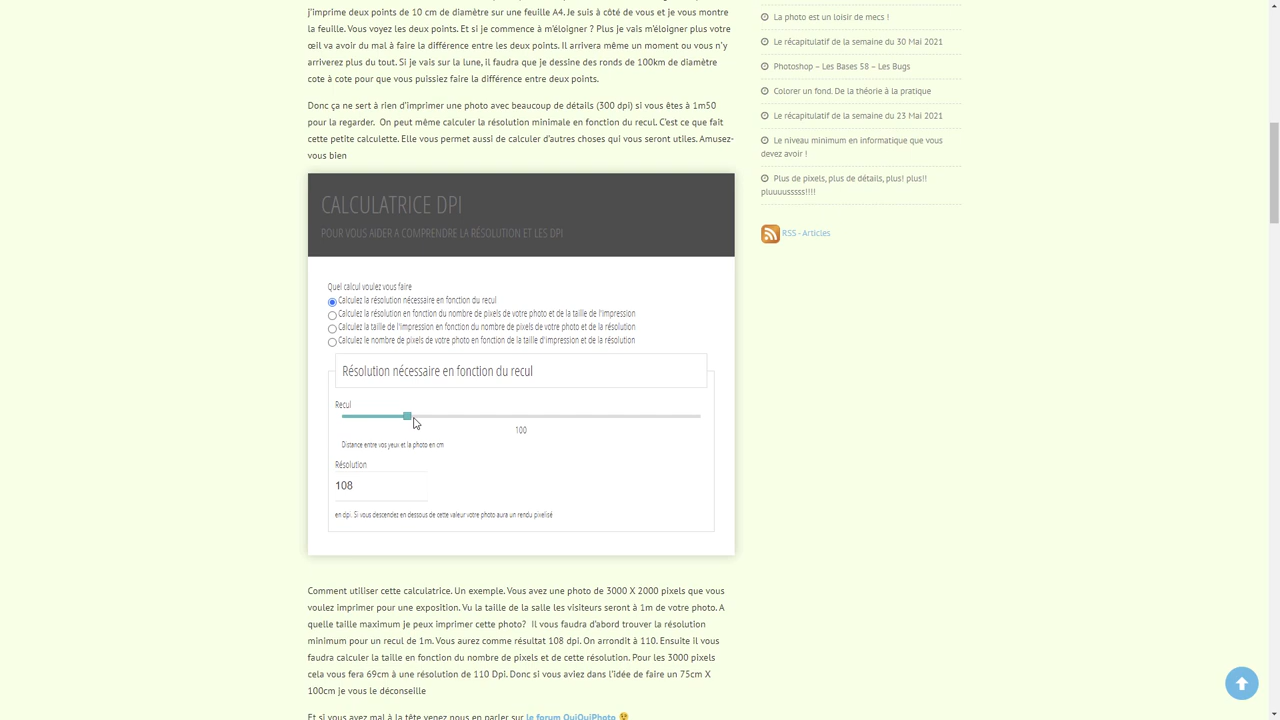 j'imprime deux points de 10 cm de diamètre sur une feuille A4. Je suis à côté de vous et je vous montre
la feuille. Vous voyez les deux points. Et si je commence à m'éloigner ? Plus je vais m'éloigner plus votre
œil va avoir du mal à faire la différence entre les deux points. Il arrivera même un moment ou vous n'y
arriverez plus du tout. Si je vais sur la lune, il faudra que je dessine des ronds de 100km de diamètre
cote à cote pour que vous puissiez faire la différence entre deux points.
Donc ça ne sert à rien d'imprimer une photo avec beaucoup de détails (300 dpi) si vous êtes à 1m50
pour la regarder. On peut même calculer la résolution minimale en fonction du recul. C'est ce que fait
cette petite calculette. Elle vous permet aussi de calculer d'autres choses qui vous seront utiles. Amusez-
vous bien
CALCULATRICE DPI
POUR VOUS AIDER A COMPRENDRE LA RÉSOLUTION ET LES DPI
Quel calcul voulez vous faire
Calculez la résolution nécessaire en fonction du recul
Calculez la résolution en fonction du nombre de pixels de votre photo et de la taille de l'impression
Calculez la taille de l'impression en fonction du nombre de pixels de votre photo et de la résolution
Calculez le nombre de pixels de votre photo en fonction de la taille d'impression et de la résolution
Résolution nécessaire en fonction du recul
Recul
100
Distance entre vos yeux et la photo en cm
Résolution
108
en dpi. Si vous descendez en dessous de cette valeur votre photo aura un rendu pixelisé
Comment utiliser cette calculatrice. Un exemple. Vous avez une photo de 3000 X 2000 pixels que vous
voulez imprimer pour une exposition. Vu la taille de la salle les visiteurs seront à 1m de votre photo. A
quelle taille maximum je peux imprimer cette photo? Il vous faudra d'abord trouver la résolution
minimum pour un recul de 1m. Vous aurez comme résultat 108 dpi. On arrondit à 110. Ensuite il vous
faudra calculer la taille en fonction du nombre de pixels et de cette résolution. Pour les 3000 pixels
cela vous fera 69cm à une résolution de 110 Dpi. Donc si vous aviez dans l'idée de faire un 75cm X
100cm je vous le déconseille
Et si vous avez mal à la tête venez nous en parler sur le forum QuiQuiPhoto
La photo est un loisir de mecs !
Le récapitulatif de la semaine du 30 Mai 2021
Photoshop – Les Bases 58 – Les Bugs
Colorer un fond. De la théorie à la pratique
Le récapitulatif de la semaine du 23 Mai 2021
Le niveau minimum en informatique que vous
devez avoir !
Plus de pixels, plus de détails, plus! plus!!
pluuuusssss!!!!
RSS - Articles